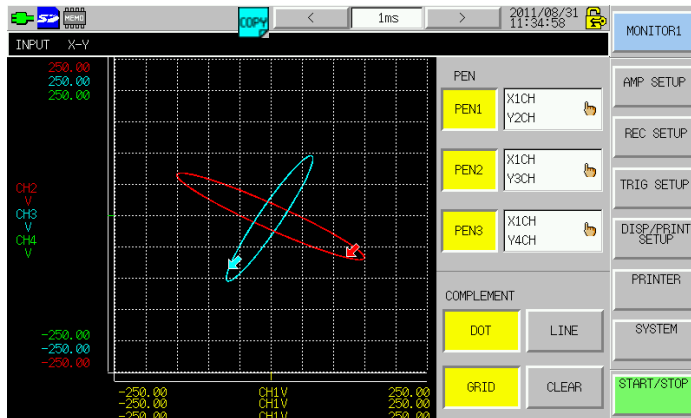 SD MEMO COPY < 1ms > 2011/08/31
11:34:58
MONITOR1
INPUT X-Y
250.00
250.00
250.00
CH2
V
CH3
V
CH4
V
-250.00
-250.00
-250.00
-250.00 CH1V 250.00
-250.00 CH1V 250.00
-250.00 CH1V 250.00
PEN
PEN1 X1CH
Y2CH
PEN2 X1CH
Y3CH
PEN3 X1CH
Y4CH
COMPLEMENT
DOT LINE
GRID CLEAR
AMP SETUP
REC SETUP
TRIG SETUP
DISP/PRINT
SETUP
PRINTER
SYSTEM
START/STOP